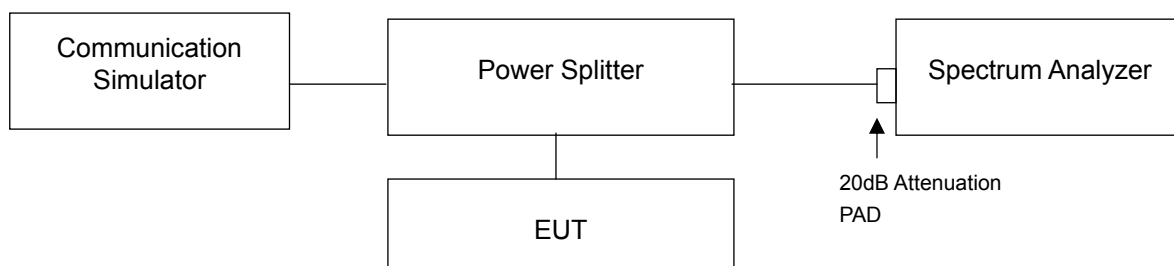 Communication
Simulator
Power Splitter
Spectrum Analyzer
20dB Attenuation
PAD
EUT